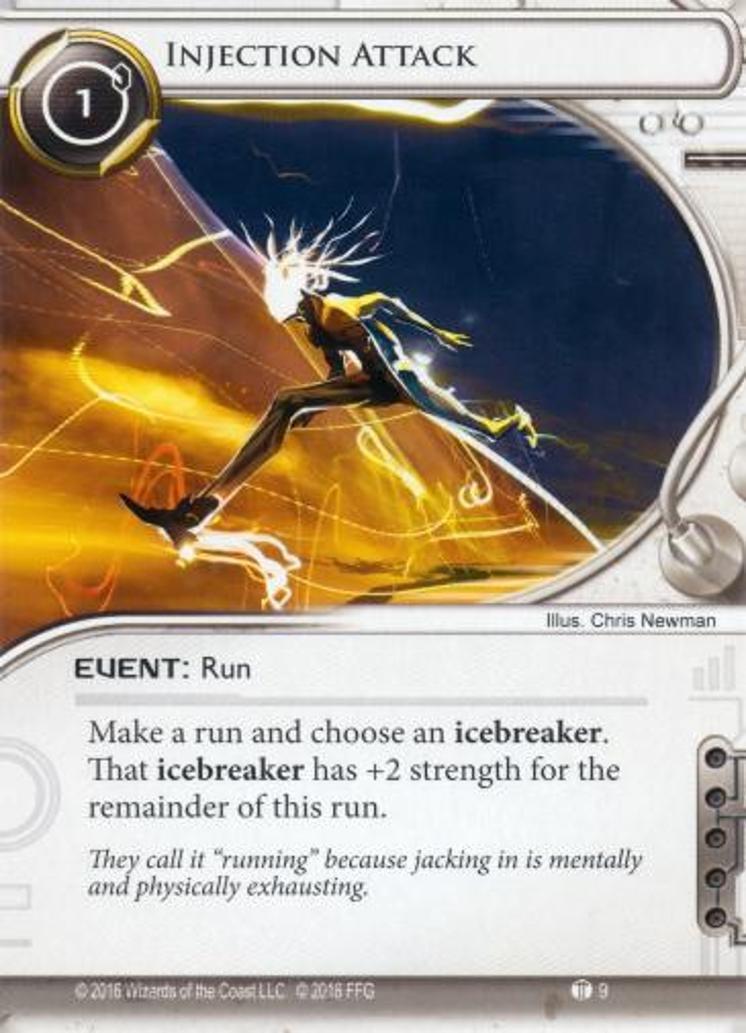 1
INJECTION ATTACK
Illus. Chris Newman
EVENT: Run
Make a run and choose an icebreaker.
That icebreaker has +2 strength for the
remainder of this run.
They call it "running" because jacking in is mentally
and physically exhausting.
© 2016 Wizards of the Coast LLC © 2016 FFG 9